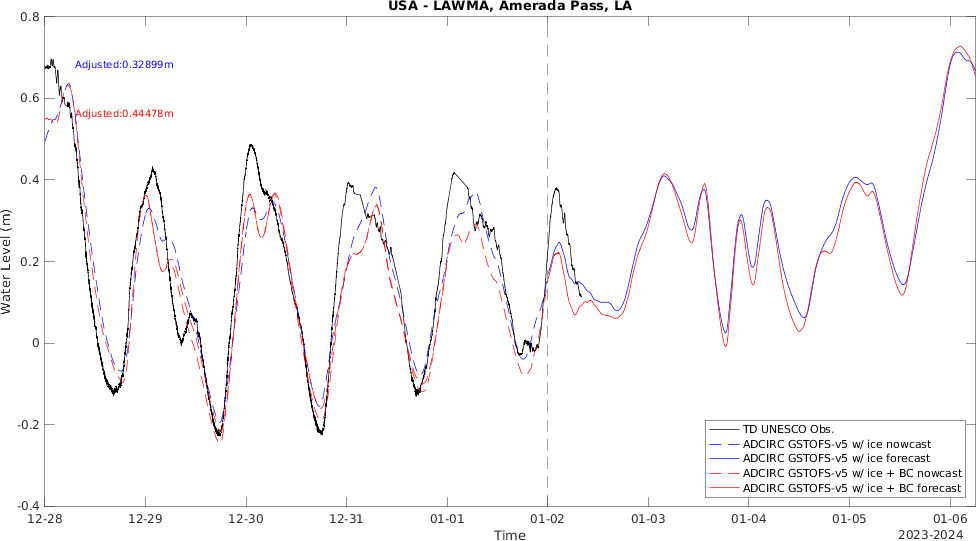 USA - LAWMA, Amerada Pass, LA
0.8
0.6
0.4
0.2
0
-0.2
-0.4
Water Level (m)
Adjusted:0.32899m
Adjusted:0.44478m
TD UNESCO Obs.
ADCIRC GSTOFS-v5 w/ ice nowcast
ADCIRC GSTOFS-v5 w/ ice forecast
ADCIRC GSTOFS-v5 w/ ice + BC nowcast
ADCIRC GSTOFS-v5 w/ ice + BC forecast
12-28 12-29 12-30 12-31 01-01 01-02 01-03 01-04 01-05 01-06
Time
2023-2024